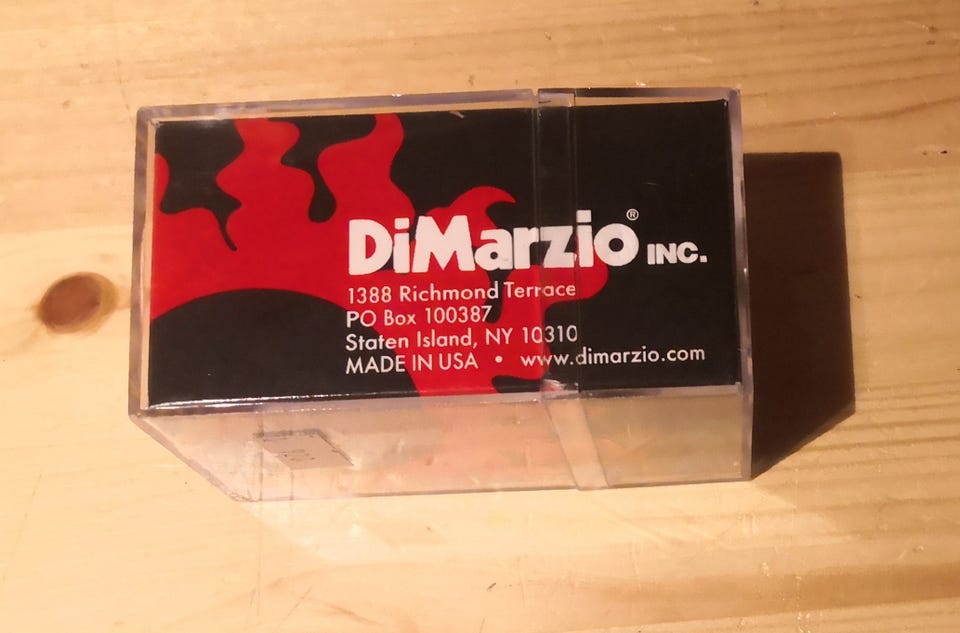 DiMarzio® INC.
1388 Richmond Terrace
PO Box 100387
Staten Island, NY 10310
MADE IN USA • www.dimarzio.com